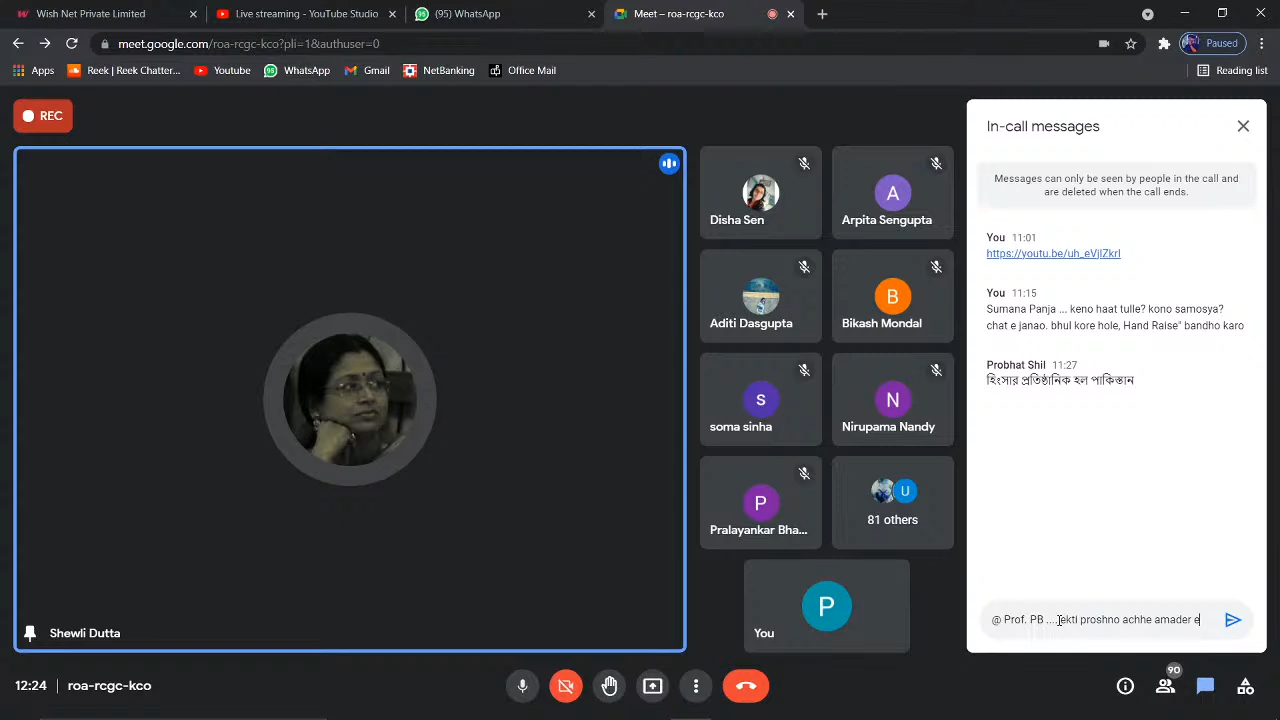 Wish Net Private Limited
Live streaming - YouTube Studio
(95) WhatsApp
Meet – roa-rcgc-kco
meet.google.com/roa-rcgc-kco?pli=1&authuser=0
Paused
Apps
Reek | Reek Chatter...
Youtube
WhatsApp
Gmail
NetBanking
Office Mail
Reading list
REC
Shewli Dutta
Disha Sen
A
Arpita Sengupta
Aditi Dasgupta
B
Bikash Mondal
s
soma sinha
N
Nirupama Nandy
P
Pralayankar Bha...
U
81 others
P
You
In-call messages
Messages can only be seen by people in the call and
are deleted when the call ends.
You 11:01
https://youtu.be/uh_eVjlZkrI
You 11:15
Sumana Panja ... keno haat tulle? kono samosya?
chat e janao. bhul kore hole, Hand Raise" bandho karo
Probhat Shil 11:27
হিংসার প্রতিষ্ঠানিক হল পাকিস্তান
@ Prof. PB ....ekti proshno achhe amader e
12:24 roa-rcgc-kco
90